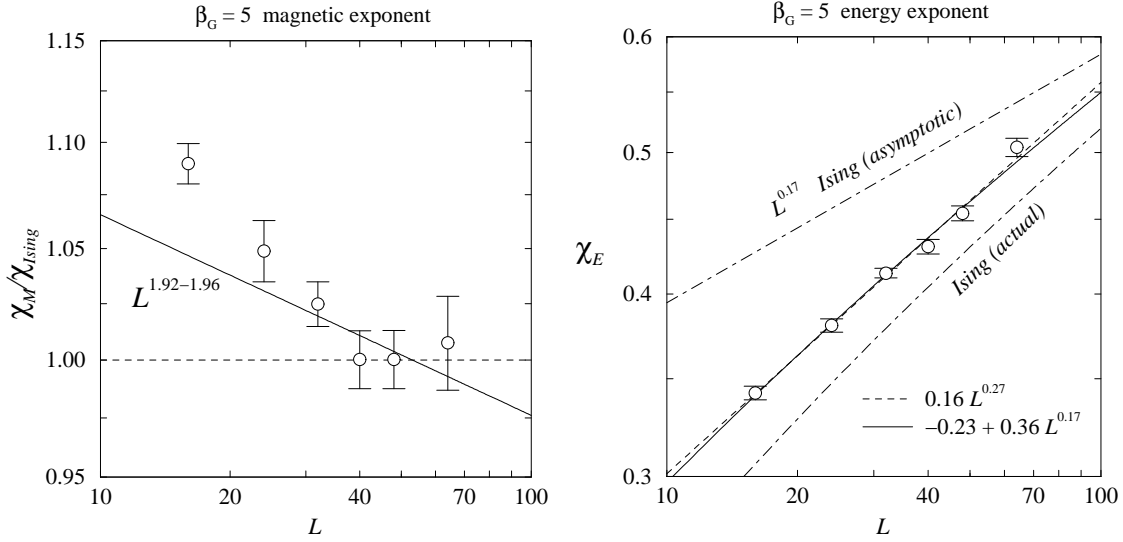 β_G = 5 magnetic exponent
1.15
1.10
1.05
1.00
0.95
χ_M/χ_Ising
L^1.92–1.96
10 20 40 70 100
L
β_G = 5 energy exponent
0.6
0.5
0.4
0.3
χ_E
L^0.17 Ising (asymptotic)
Ising (actual)
0.16 L^0.27
–0.23 + 0.36 L^0.17
10 20 40 70 100
L